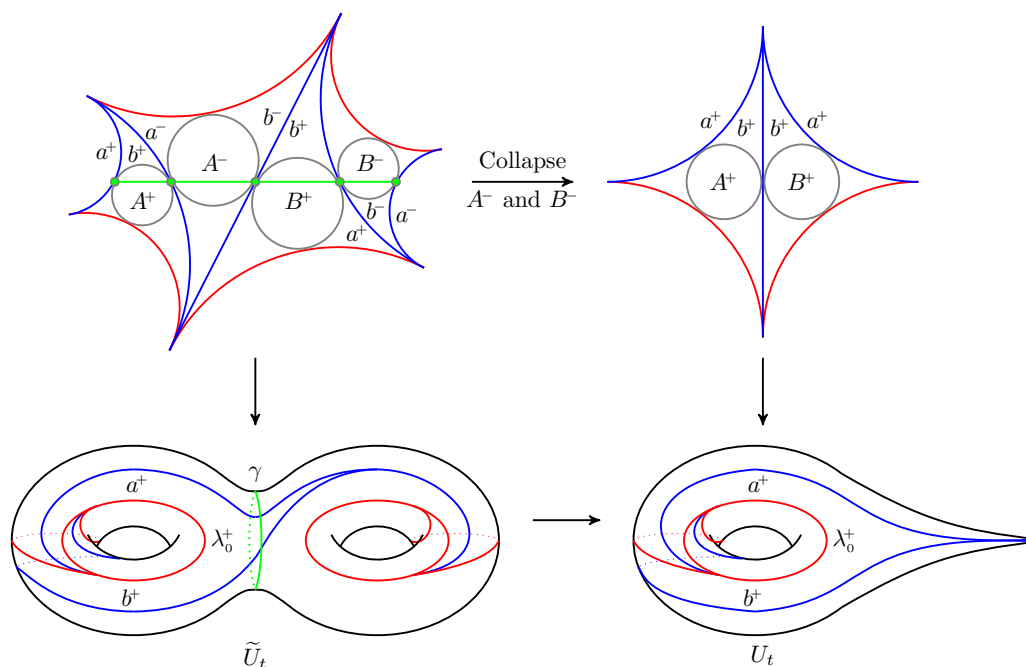 a⁺
b⁺
a⁻
A⁺
A⁻
b⁻
b⁺
B⁺
B⁻
b⁻
a⁻
a⁺
Collapse
A⁻ and B⁻
a⁺
b⁺
b⁺
a⁺
A⁺
B⁺
γ
a⁺
λ₀⁺
b⁺
Ũₜ
a⁺
λ₀⁺
b⁺
Uₜ